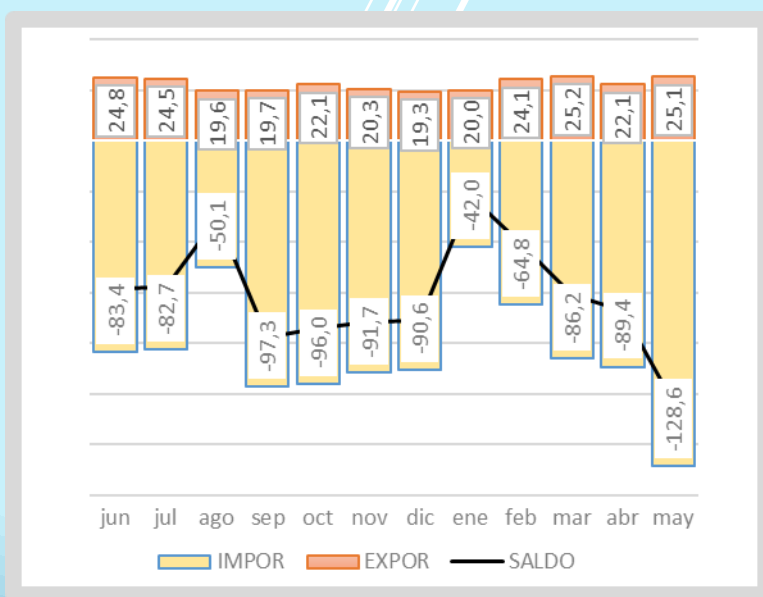 24,8 24,5 19,6 19,7 22,1 20,3 19,3 20,0 24,1 25,2 22,1 25,1
-83,4 -82,7 -50,1 -97,3 -96,0 -91,7 -90,6 -42,0 -64,8 -86,2 -89,4 -128,6
jun jul ago sep oct nov dic ene feb mar abr may
IMPOR EXPOR SALDO